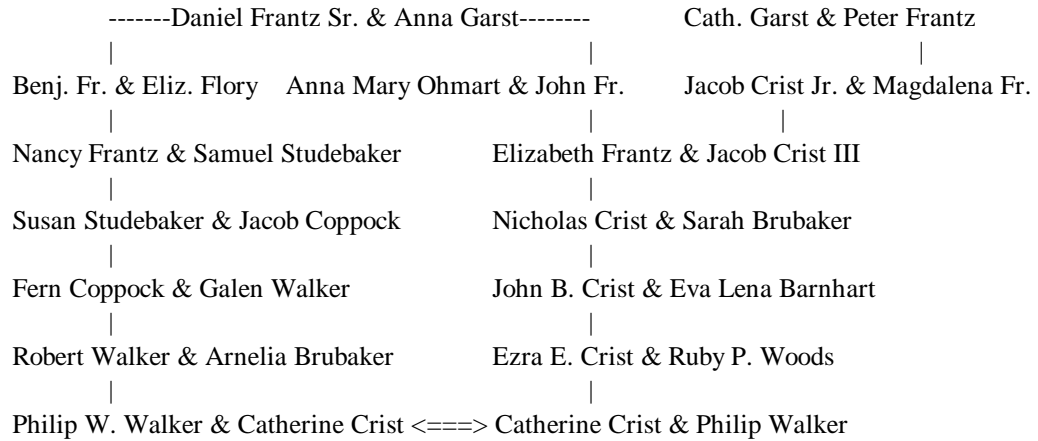 -------Daniel Frantz Sr. & Anna Garst-------- Cath. Garst & Peter Frantz
| | |
Benj. Fr. & Eliz. Flory Anna Mary Ohmart & John Fr. Jacob Crist Jr. & Magdalena Fr.
| | |
Nancy Frantz & Samuel Studebaker Elizabeth Frantz & Jacob Crist III
| |
Susan Studebaker & Jacob Coppock Nicholas Crist & Sarah Brubaker
| |
Fern Coppock & Galen Walker John B. Crist & Eva Lena Barnhart
| |
Robert Walker & Arnelia Brubaker Ezra E. Crist & Ruby P. Woods
| |
Philip W. Walker & Catherine Crist <===> Catherine Crist & Philip Walker